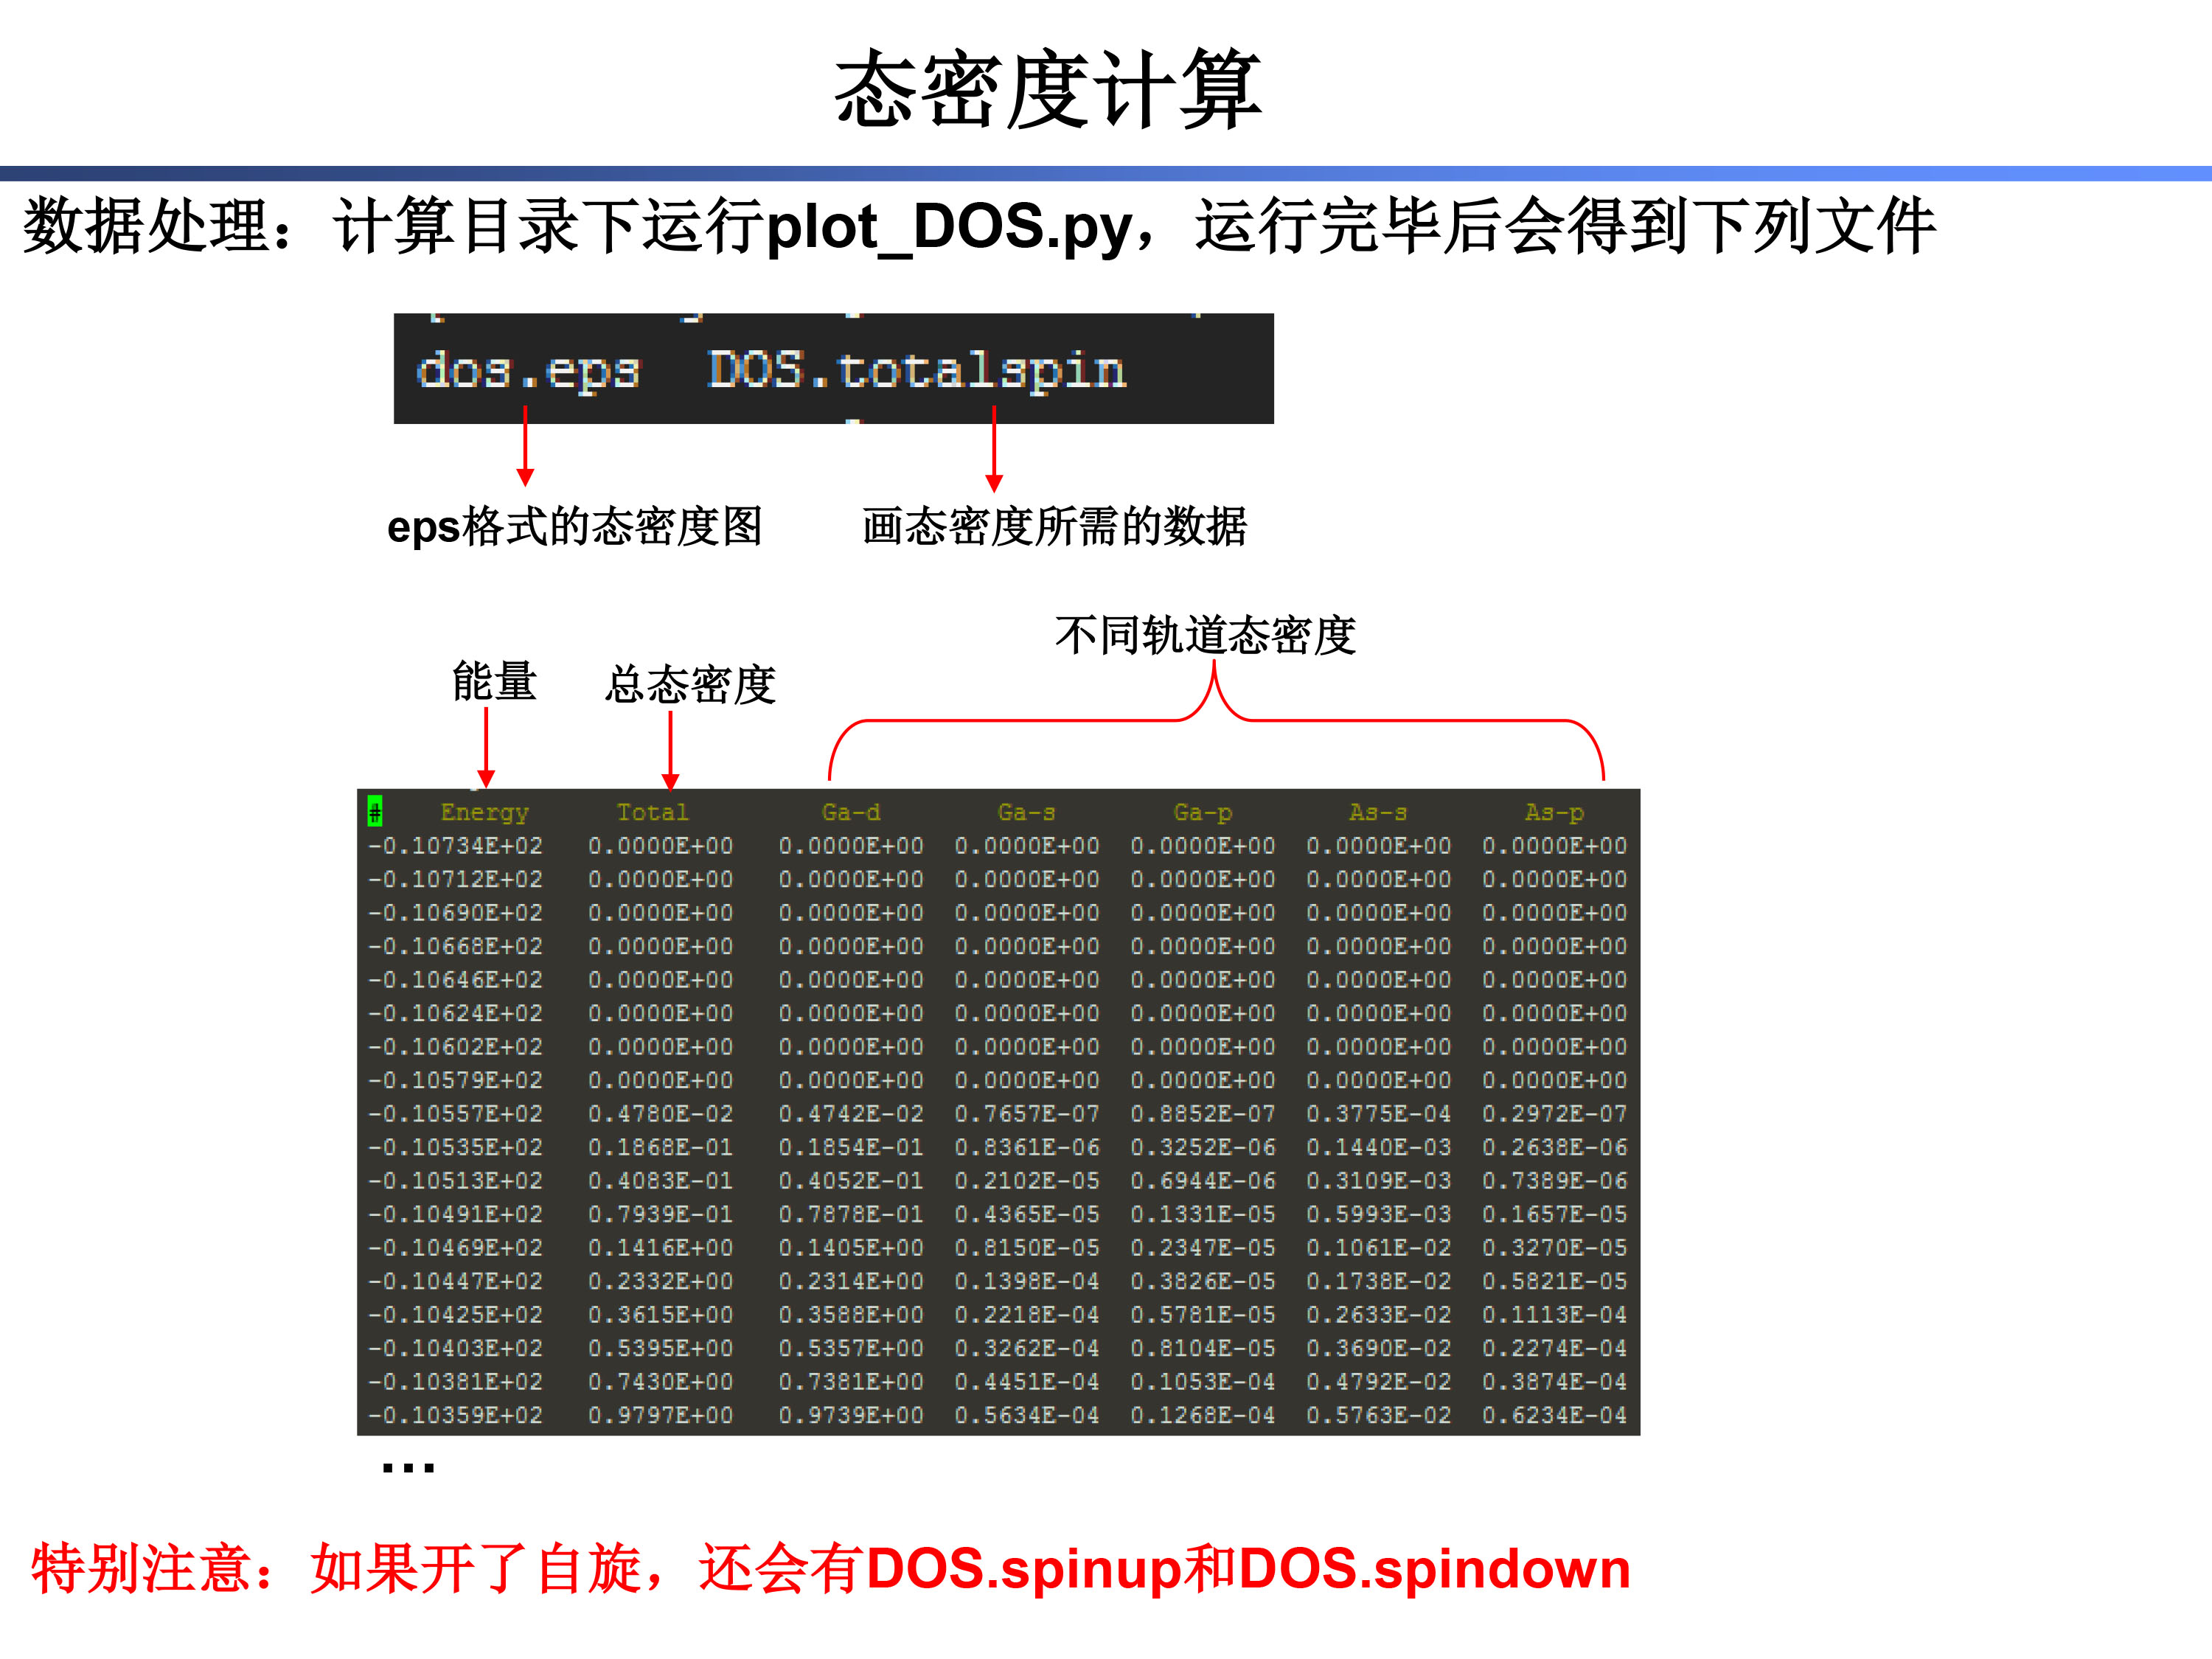 态密度计算
数据处理：计算目录下运行plot_DOS.py，运行完毕后会得到下列文件
dos.eps DOS.totalspin
eps格式的态密度图 画态密度所需的数据
不同轨道态密度
能量 总态密度
# Energy Total Ga-d Ga-s Ga-p As-s As-p
-0.10734E+02 0.0000E+00 0.0000E+00 0.0000E+00 0.0000E+00 0.0000E+00 0.0000E+00
-0.10712E+02 0.0000E+00 0.0000E+00 0.0000E+00 0.0000E+00 0.0000E+00 0.0000E+00
-0.10690E+02 0.0000E+00 0.0000E+00 0.0000E+00 0.0000E+00 0.0000E+00 0.0000E+00
-0.10668E+02 0.0000E+00 0.0000E+00 0.0000E+00 0.0000E+00 0.0000E+00 0.0000E+00
-0.10646E+02 0.0000E+00 0.0000E+00 0.0000E+00 0.0000E+00 0.0000E+00 0.0000E+00
-0.10624E+02 0.0000E+00 0.0000E+00 0.0000E+00 0.0000E+00 0.0000E+00 0.0000E+00
-0.10602E+02 0.0000E+00 0.0000E+00 0.0000E+00 0.0000E+00 0.0000E+00 0.0000E+00
-0.10579E+02 0.0000E+00 0.0000E+00 0.0000E+00 0.0000E+00 0.0000E+00 0.0000E+00
-0.10557E+02 0.4780E-02 0.4742E-02 0.7657E-07 0.8852E-07 0.3775E-04 0.2972E-07
-0.10535E+02 0.1868E-01 0.1854E-01 0.8361E-06 0.3252E-06 0.1440E-03 0.2638E-06
-0.10513E+02 0.4083E-01 0.4052E-01 0.2102E-05 0.6944E-06 0.3109E-03 0.7389E-06
-0.10491E+02 0.7939E-01 0.7878E-01 0.4365E-05 0.1331E-05 0.5993E-03 0.1657E-05
-0.10469E+02 0.1416E+00 0.1405E+00 0.8150E-05 0.2347E-05 0.1061E-02 0.3270E-05
-0.10447E+02 0.2332E+00 0.2314E+00 0.1398E-04 0.3826E-05 0.1738E-02 0.5821E-05
-0.10425E+02 0.3615E+00 0.3588E+00 0.2218E-04 0.5781E-05 0.2633E-02 0.1113E-04
-0.10403E+02 0.5395E+00 0.5357E+00 0.3262E-04 0.8104E-05 0.3690E-02 0.2274E-04
-0.10381E+02 0.7430E+00 0.7381E+00 0.4451E-04 0.1053E-04 0.4792E-02 0.3874E-04
-0.10359E+02 0.9797E+00 0.9739E+00 0.5634E-04 0.1268E-04 0.5763E-02 0.6234E-04
…
特别注意：如果开了自旋，还会有DOS.spinup和DOS.spindown